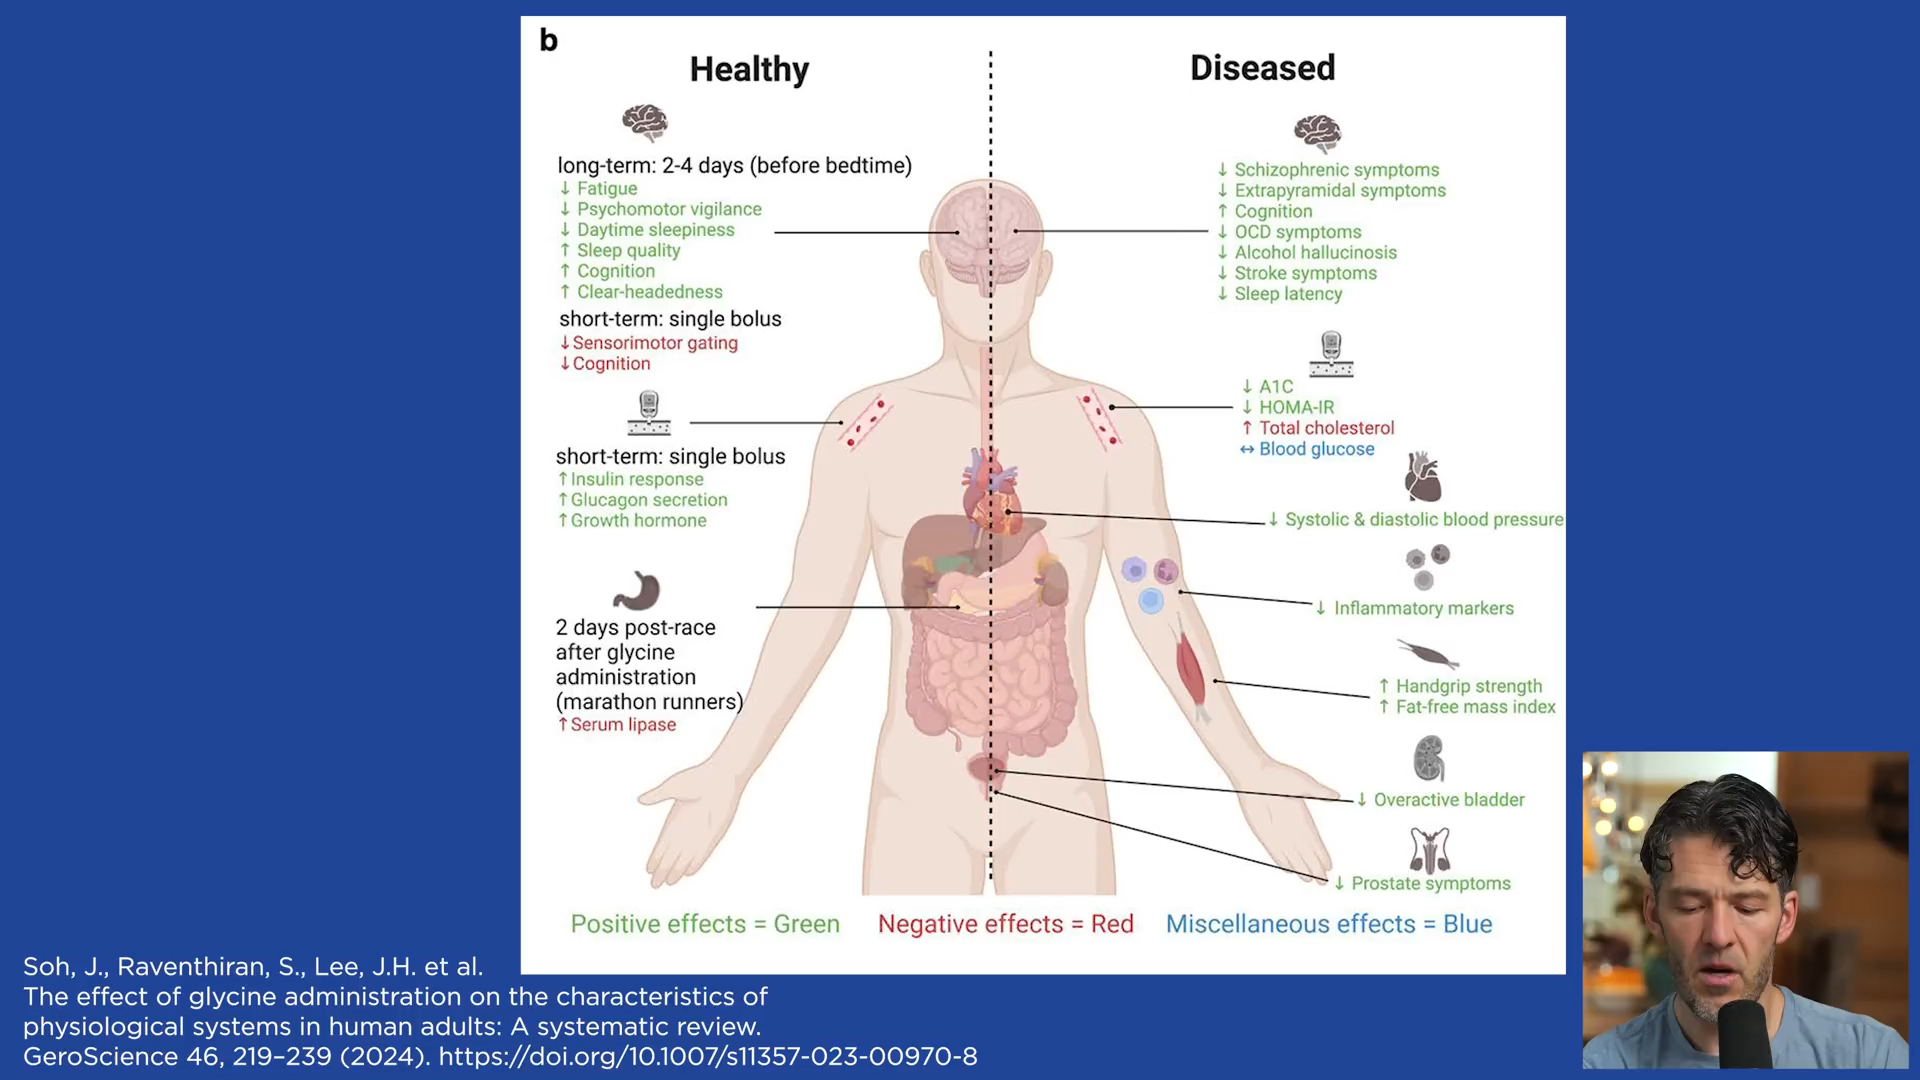 b
Healthy
long-term: 2-4 days (before bedtime)
↓ Fatigue
↓ Psychomotor vigilance
↓ Daytime sleepiness
↑ Sleep quality
↑ Cognition
↑ Clear-headedness
short-term: single bolus
↓Sensorimotor gating
↓Cognition
short-term: single bolus
↑Insulin response
↑Glucagon secretion
↑Growth hormone
2 days post-race
after glycine
administration
(marathon runners)
↑Serum lipase
Diseased
↓ Schizophrenic symptoms
↓ Extrapyramidal symptoms
↑ Cognition
↓ OCD symptoms
↓ Alcohol hallucinosis
↓ Stroke symptoms
↓ Sleep latency
↓ A1C
↓ HOMA-IR
↑ Total cholesterol
↔ Blood glucose
↓ Systolic & diastolic blood pressure
↓ Inflammatory markers
↑ Handgrip strength
↑ Fat-free mass index
↓ Overactive bladder
↓ Prostate symptoms
Positive effects = Green Negative effects = Red Miscellaneous effects = Blue
Soh, J., Raventhiran, S., Lee, J.H. et al.
The effect of glycine administration on the characteristics of
physiological systems in human adults: A systematic review.
GeroScience 46, 219–239 (2024). https://doi.org/10.1007/s11357-023-00970-8